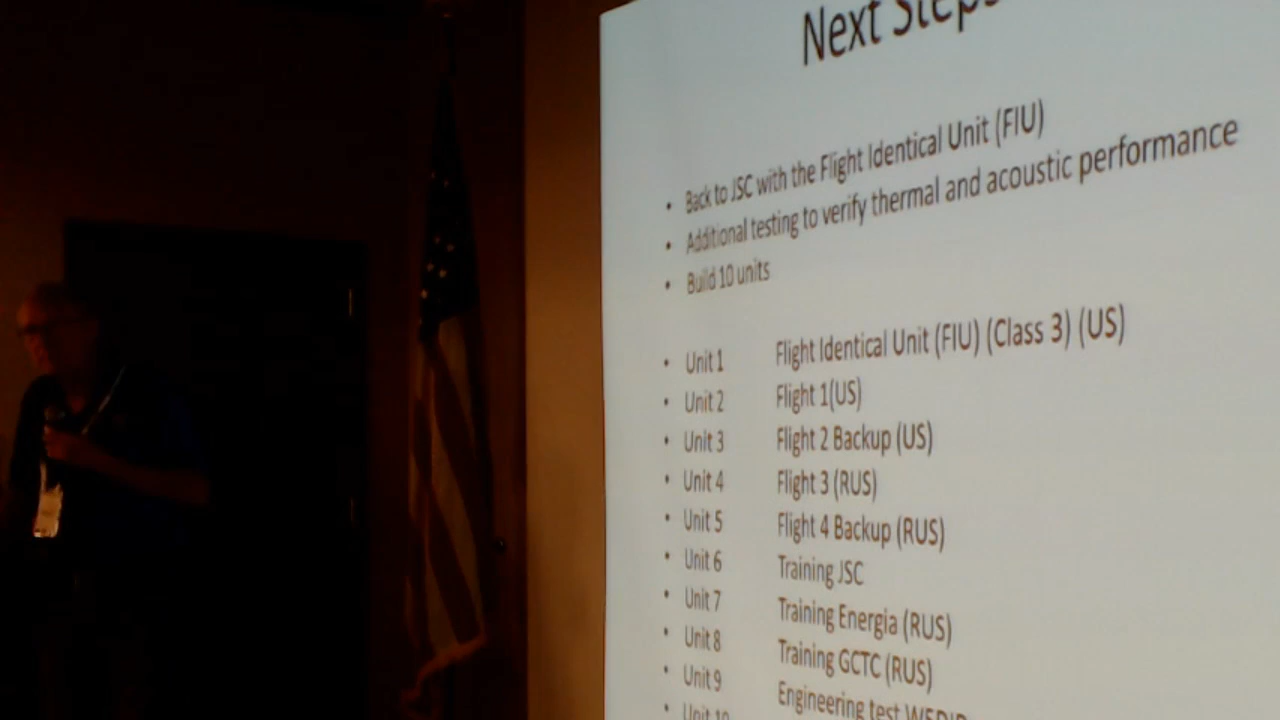 Next Steps
• Back to JSC with the Flight Identical Unit (FIU)
• Additional testing to verify thermal and acoustic performance
• Build 10 units
• Unit 1 Flight Identical Unit (FIU) (Class 3) (US)
• Unit 2 Flight 1(US)
• Unit 3 Flight 2 Backup (US)
• Unit 4 Flight 3 (RUS)
• Unit 5 Flight 4 Backup (RUS)
• Unit 6 Training JSC
• Unit 7 Training Energia (RUS)
• Unit 8 Training GCTC (RUS)
• Unit 9 Engineering test
• Unit 10